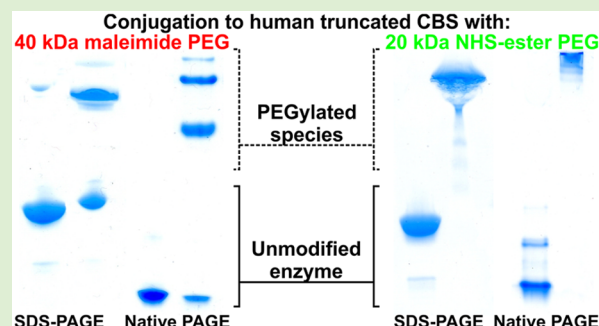 Conjugation to human truncated CBS with:
40 kDa maleimide PEG
20 kDa NHS-ester PEG
PEGylated
species
Unmodified
enzyme
SDS-PAGE Native PAGE
SDS-PAGE Native PAGE